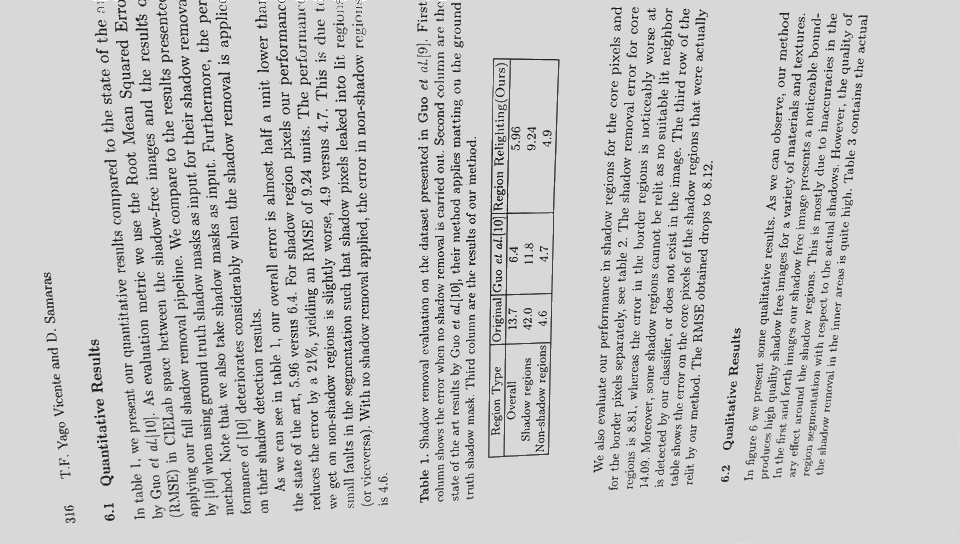 316 T.F. Yago Vicente and D. Samaras
6.1 Quantitative Results
In table 1, we present our quantitative results compared to the state of the
by Guo et al.[10]. As evaluation metric we use the Root Mean Squared Erro
(RMSE) in CIELab space between the shadow-free images and the results
applying our full shadow removal pipeline. We compare to the results presente
by [10] when using ground truth shadow masks as input for their shadow remova
method. Note that we also take shadow masks as input. Furthermore, the per
formance of [10] deteriorates considerably when the shadow removal is applie
on their shadow detection results.
As we can see in table 1, our overall error is almost half a unit lower than
the state of the art, 5.96 versus 6.4. For shadow region pixels our performance
reduces the error by a 21%, yielding an RMSE of 9.24 units. The performance
we get on non-shadow regions is slightly worse, 4.9 versus 4.7. This is due to
small faults in the segmentation such that shadow pixels leaked into lit regions
(or viceversa). With no shadow removal applied, the error in non-shadow regions
is 4.6.
Table 1. Shadow removal evaluation on the dataset presented in Guo et al.[9]. First
column shows the error when no shadow removal is carried out. Second column are the
state of the art results by Guo et al.[10], their method applies matting on the ground
truth shadow mask. Third column are the results of our method.
Region Type Original Guo et al.[10] Region Relighting(Ours)
Overall 13.7 6.4 5.96
Shadow regions 42.0 11.8 9.24
Non-shadow regions 4.6 4.7 4.9
We also evaluate our performance in shadow regions for the core pixels and
for the border pixels separately, see table 2. The shadow removal error for core
regions is 8.81, whereas the error in the border regions is noticeably worse at
14.09. Moreover, some shadow regions cannot be relit as no suitable lit neighbor
is detected by our classifier, or does not exist in the image. The third row of the
table shows the error on the core pixels of the shadow regions that were actually
relit by our method. The RMSE obtained drops to 8.12.
6.2 Qualitative Results
In figure 6 we present some qualitative results. As we can observe, our method
produces high quality shadow free images for a variety of materials and textures.
In the first and forth images our shadow free image presents a noticeable bound-
ary effect around the shadow regions. This is mostly due to inaccuracies in the
region segmentation with respect to the actual shadows. However, the quality of
the shadow removal in the inner areas is quite high. Table 3 contains the actual